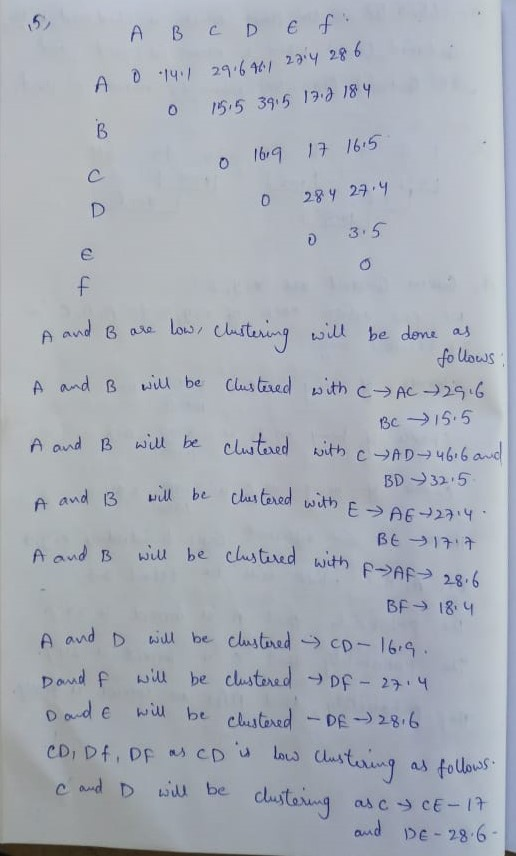 15,
A B C D E F
A 0 14.1 29.6 46.1 27.4 28.6
B 0 15.5 39.5 17.7 18.4
C 0 16.9 17 16.5
D 0 28.4 27.4
E 0 3.5
f 0
A and B are low, clustering will be done as
follows:
A and B will be Clustered with C → AC → 29.6
BC → 15.5
A and B will be clustered with C → AD → 46.6 and
BD → 32.5
A and B will be clustered with E → AE → 27.4.
BE → 17.7
A and B will be clustered with F → AF → 28.6
BF → 18.4
A and D will be clustered → CD - 16.9.
D and F will be clustered → DF - 27.4
D and E will be clustered - DE → 28.6
CD, Df, DF as CD is low clustering as follows.
C and D will be clustering as C → CE - 17
and DE - 28.6-